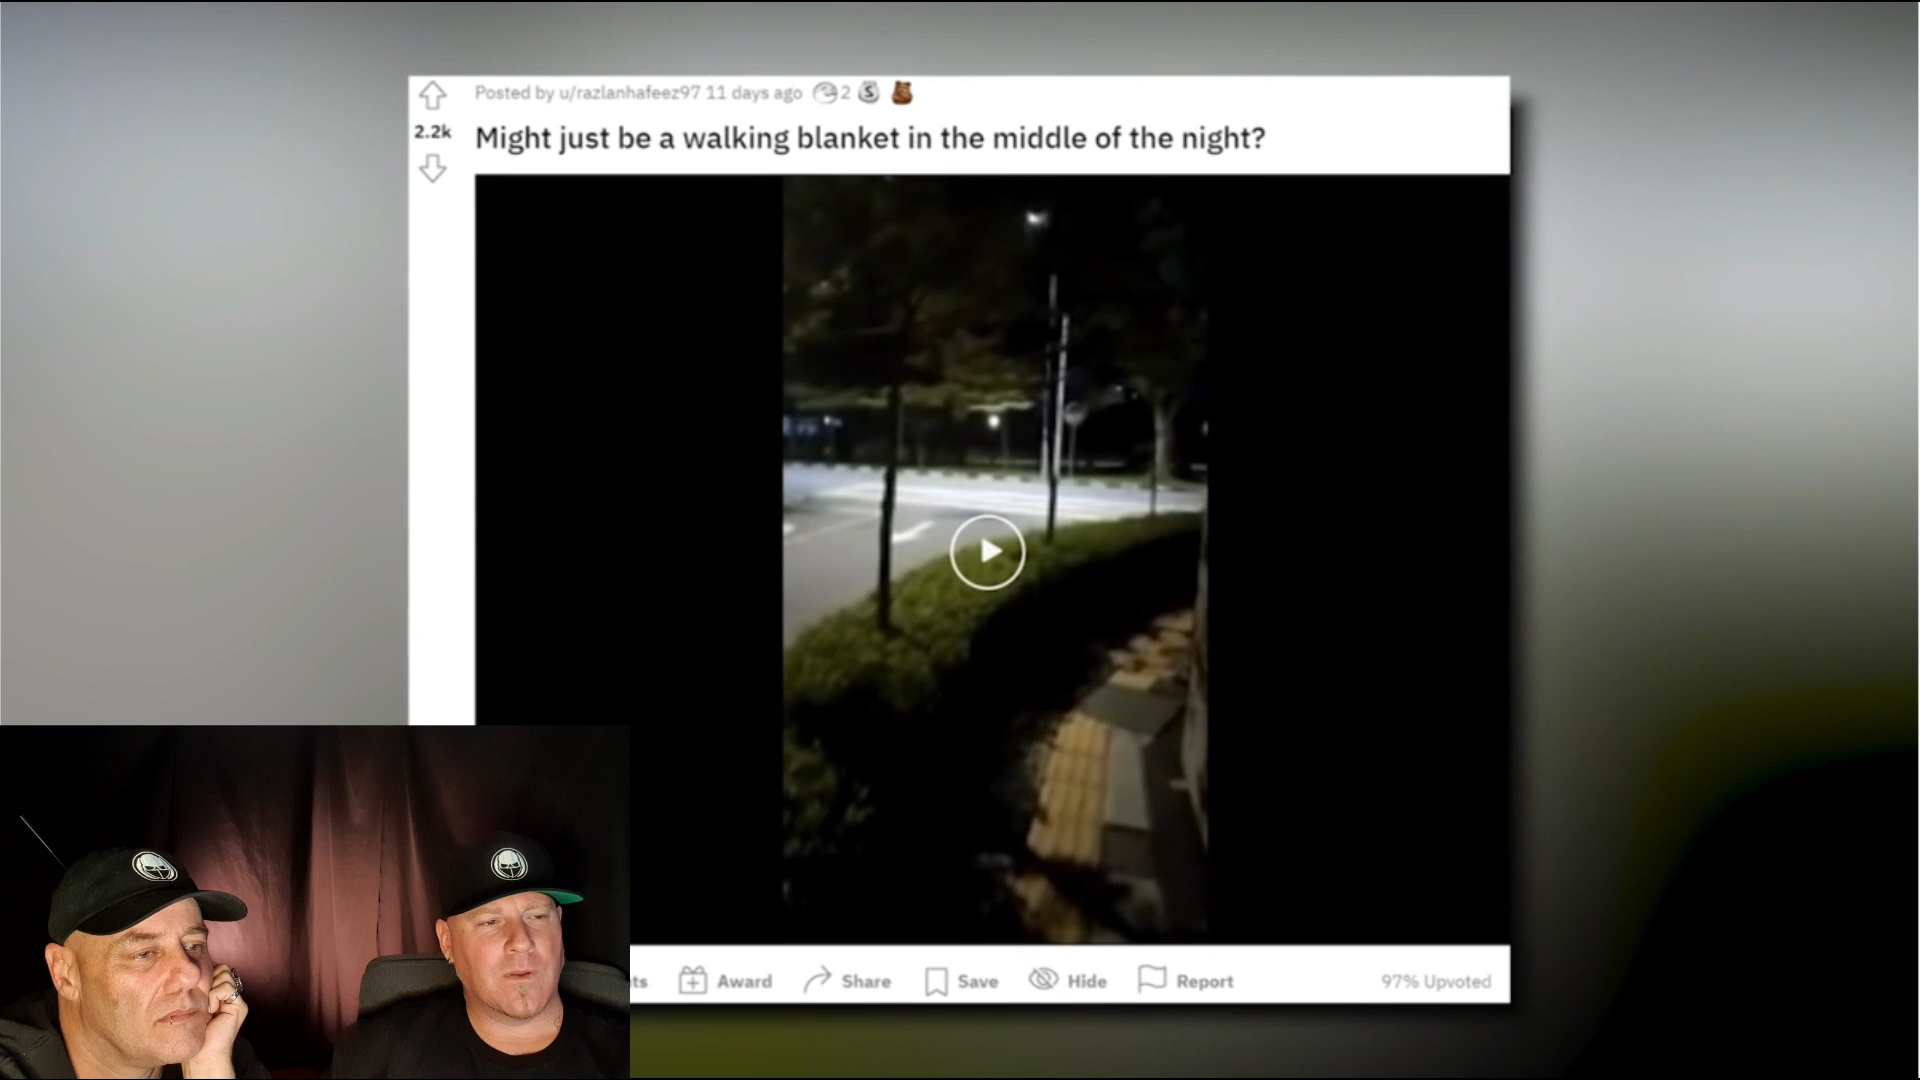 Posted by u/razlanhafeez97 11 days ago 2
2.2k
Might just be a walking blanket in the middle of the night?
ts Award Share Save Hide Report 97% Upvoted